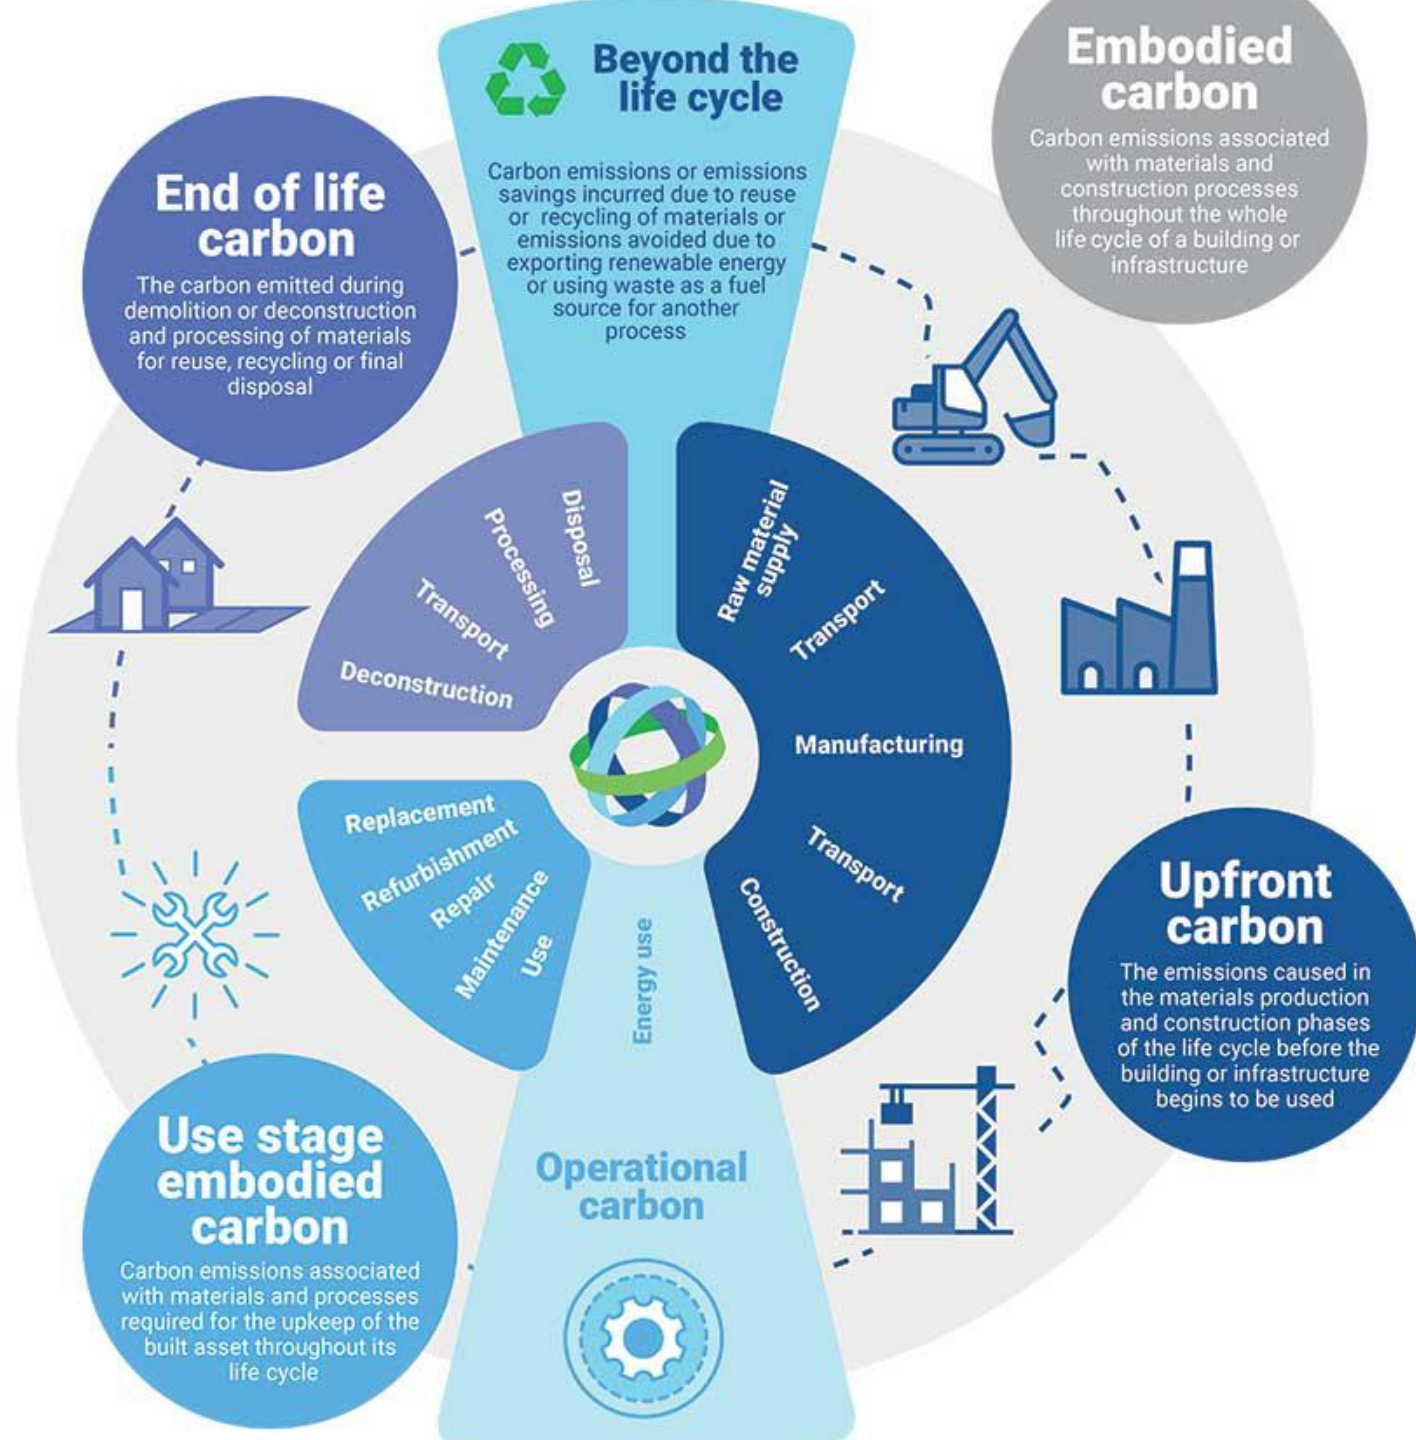 Beyond the
life cycle
Carbon emissions or emissions
savings incurred due to reuse
or recycling of materials or
emissions avoided due to
exporting renewable energy
or using waste as a fuel
source for another
process
Embodied
carbon
Carbon emissions associated
with materials and
construction processes
throughout the whole
life cycle of a building or
infrastructure
End of life
carbon
The carbon emitted during
demolition or deconstruction
and processing of materials
for reuse, recycling or final
disposal
Disposal
Processing
Transport
Deconstruction
Raw material
supply
Transport
Manufacturing
Transport
Construction
Replacement
Refurbishment
Repair
Maintenance
Use
Energy use
Upfront
carbon
The emissions caused in
the materials production
and construction phases
of the life cycle before the
building or infrastructure
begins to be used
Use stage
embodied
carbon
Carbon emissions associated
with materials and processes
required for the upkeep of the
built asset throughout its
life cycle
Operational
carbon